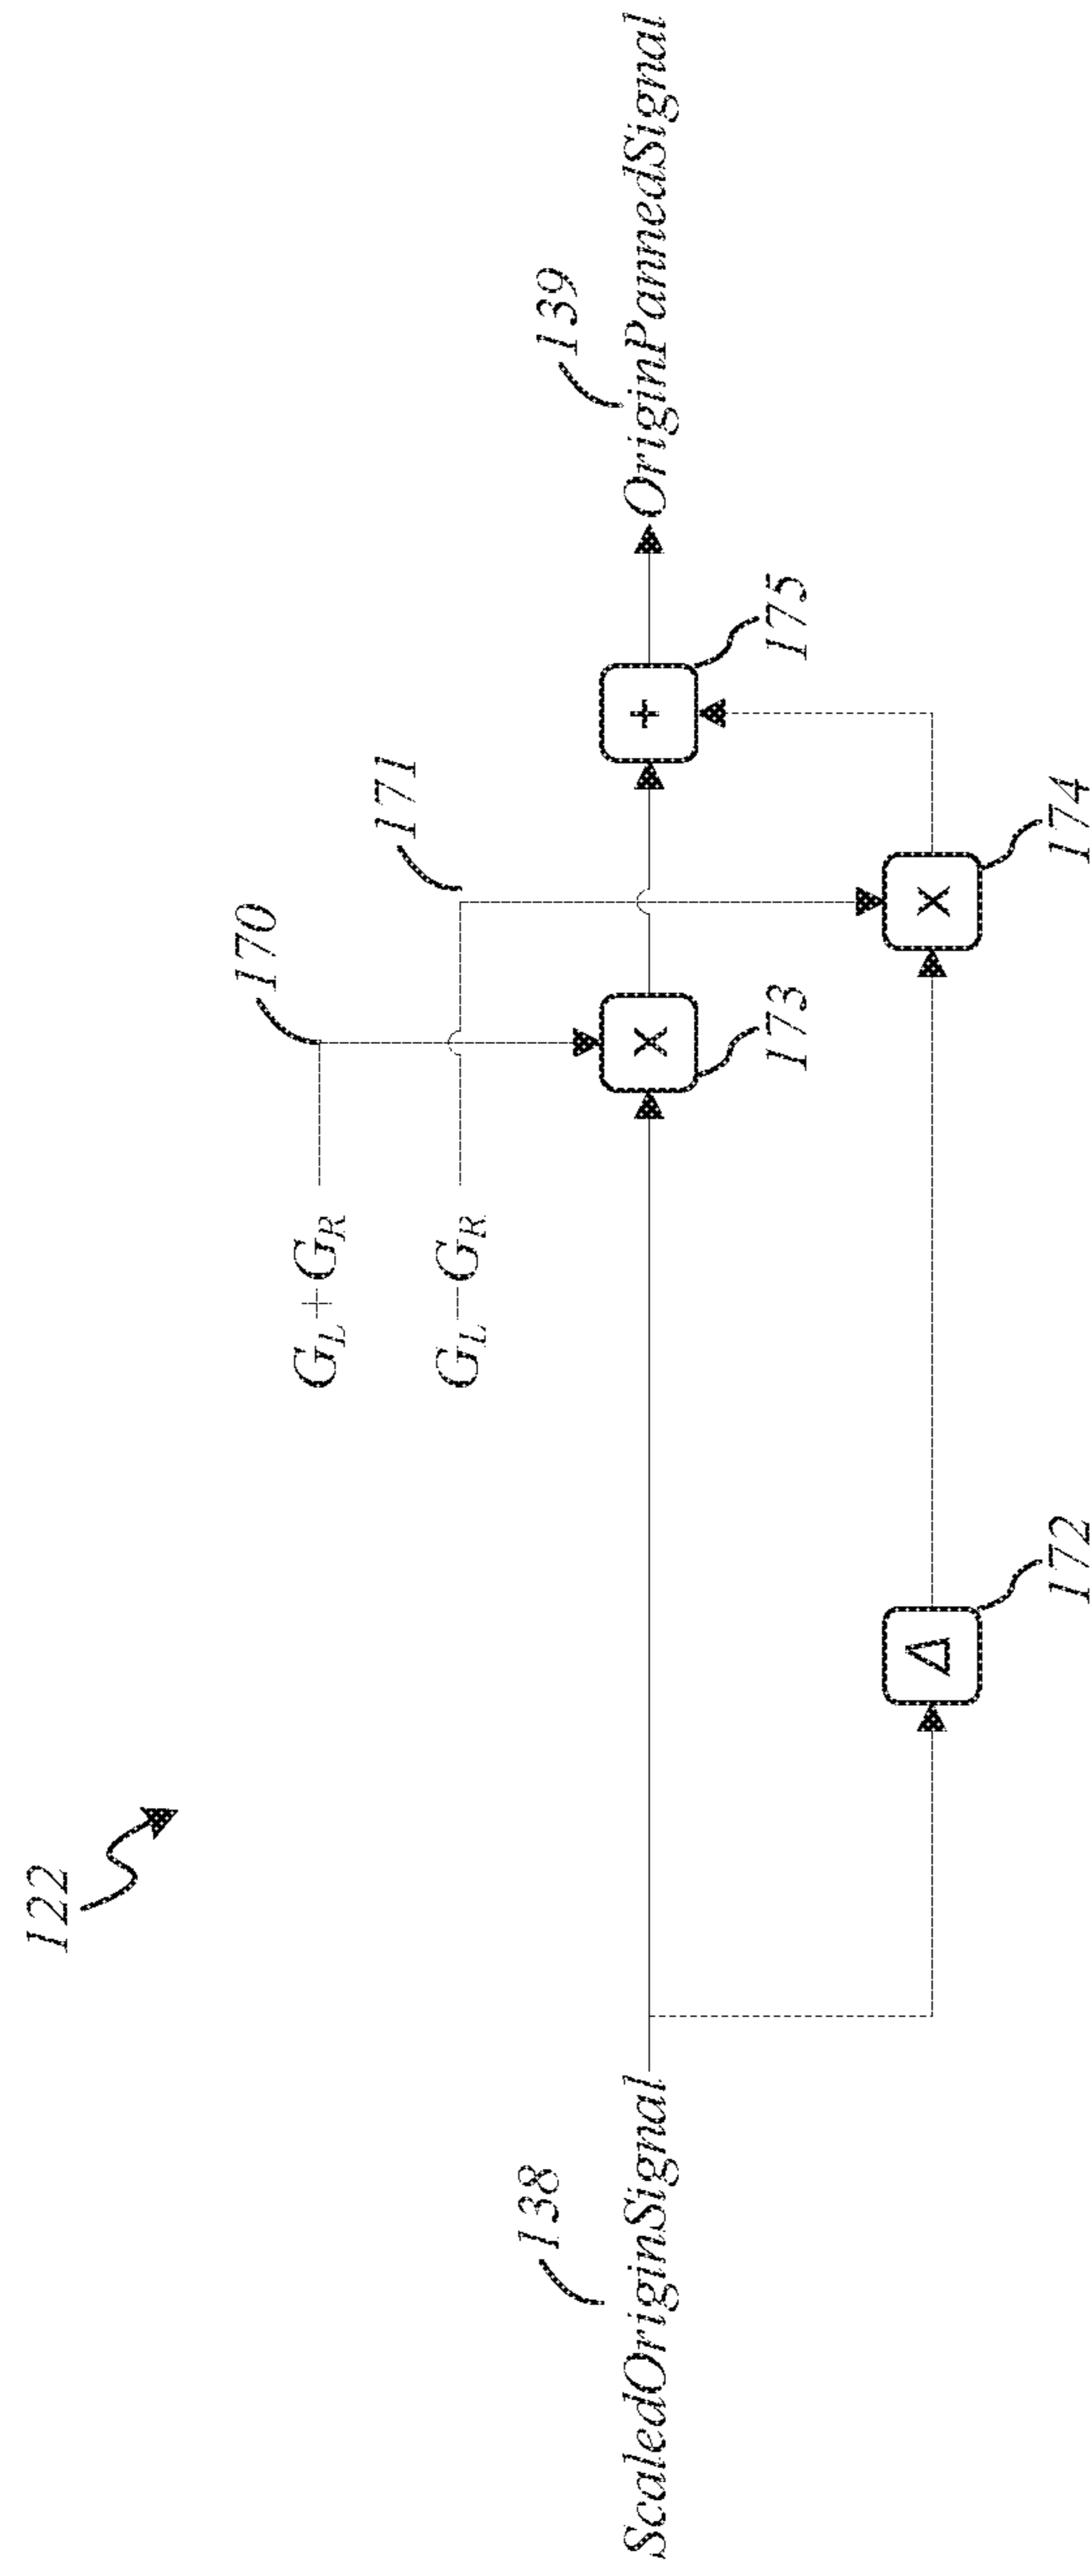 122
170
G_L+G_R
171
G_L−G_R
138
ScaledOriginSignal
139
OriginPannedSignal
X
173
+
175
Δ
172
X
174